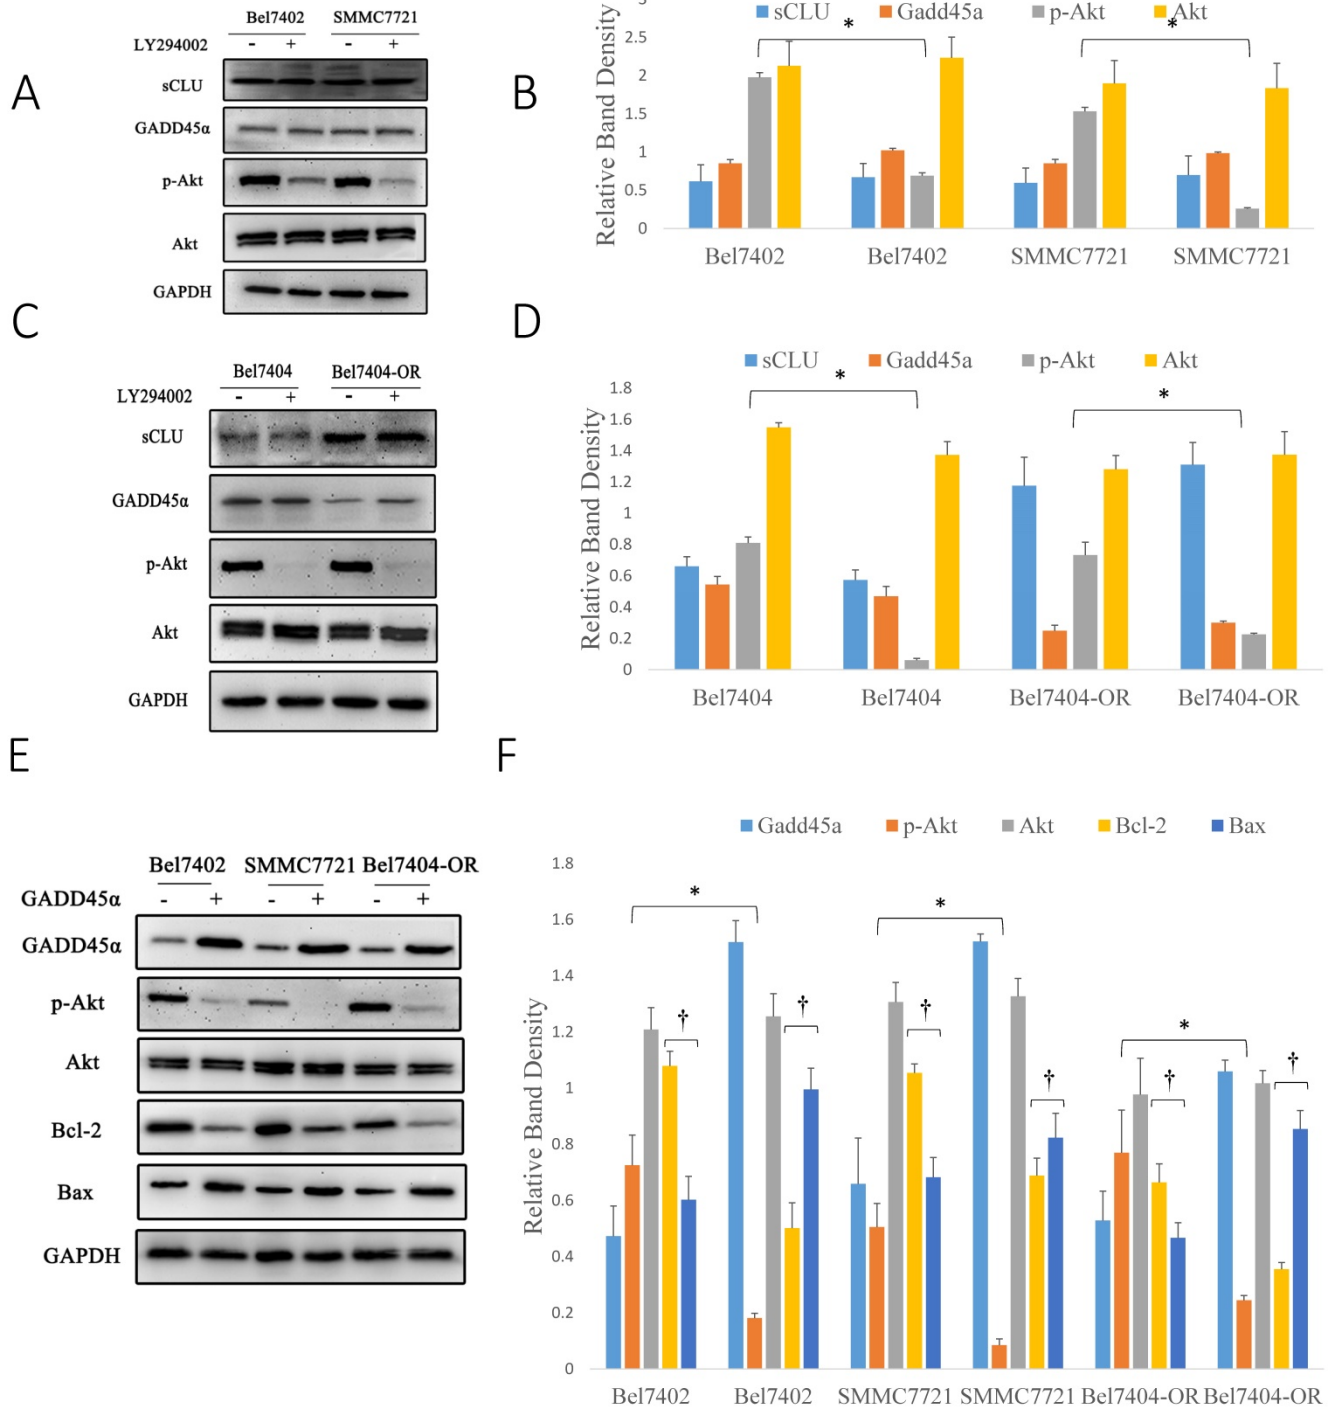 Bel7402 SMMC7721
LY294002 - + - +
A
sCLU
GADD45α
p-Akt
Akt
GAPDH
B
sCLU Gadd45a p-Akt Akt
* *
Relative Band Density
2.5
2
1.5
1
0.5
0
Bel7402 Bel7402 SMMC7721 SMMC7721
C
Bel7404 Bel7404-OR
LY294002 - + - +
sCLU
GADD45α
p-Akt
Akt
GAPDH
D
sCLU Gadd45a p-Akt Akt
* *
Relative Band Density
1.8
1.6
1.4
1.2
1
0.8
0.6
0.4
0.2
0
Bel7404 Bel7404 Bel7404-OR Bel7404-OR
E
Bel7402 SMMC7721 Bel7404-OR
GADD45α - + - + - +
GADD45α
p-Akt
Akt
Bcl-2
Bax
GAPDH
F
Gadd45a p-Akt Akt Bcl-2 Bax
* * *
† † † † † †
Relative Band Density
1.8
1.6
1.4
1.2
1
0.8
0.6
0.4
0.2
0
Bel7402 Bel7402 SMMC7721 SMMC7721 Bel7404-OR Bel7404-OR